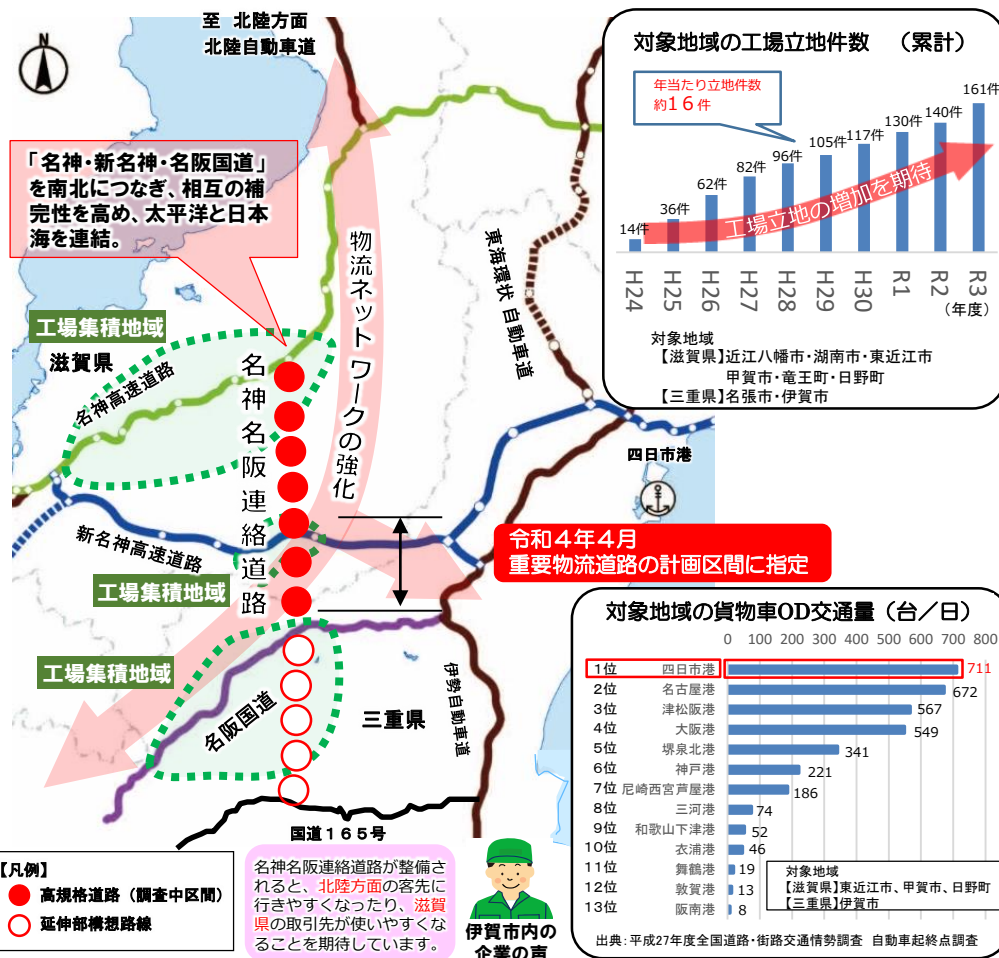 至 北陸方面
北陸自動車道
N
「名神・新名神・名阪国道」
を南北につなぎ、相互の補
完性を高め、太平洋と日本
海を連結。
工場集積地域
滋賀県
名神高速道路
名神名阪連絡道路
物流ネットワークの強化
東海環状 自動車道
四日市港
新名神高速道路
工場集積地域
令和4年4月
重要物流道路の計画区間に指定
工場集積地域
名阪国道
三重県
伊勢自動車道
国道165号
【凡例】
高規格道路（調査中区間）
延伸部構想路線
名神名阪連絡道路が整備さ
れると、北陸方面の客先に
行きやすくなったり、滋賀
県の取引先が使いやすくな
ることを期待しています。
伊賀市内の
企業の声
対象地域の工場立地件数 （累計）
年当たり立地件数
約16件
14件 36件 62件 82件 96件 105件 117件 130件 140件 161件
工場立地の増加を期待
H24 H25 H26 H27 H28 H29 H30 R1 R2 R3
（年度）
対象地域
【滋賀県】近江八幡市・湖南市・東近江市
甲賀市・竜王町・日野町
【三重県】名張市・伊賀市
対象地域の貨物車OD交通量（台／日）
0 100 200 300 400 500 600 700 800
1位 四日市港 711
2位 名古屋港 672
3位 津松阪港 567
4位 大阪港 549
5位 堺泉北港 341
6位 神戸港 221
7位 尼崎西宮芦屋港 186
8位 三河港 74
9位 和歌山下津港 52
10位 衣浦港 46
11位 舞鶴港 19
12位 敦賀港 13
13位 阪南港 8
対象地域
【滋賀県】東近江市、甲賀市、日野町
【三重県】伊賀市
出典：平成27年度全国道路・街路交通情勢調査 自動車起終点調査